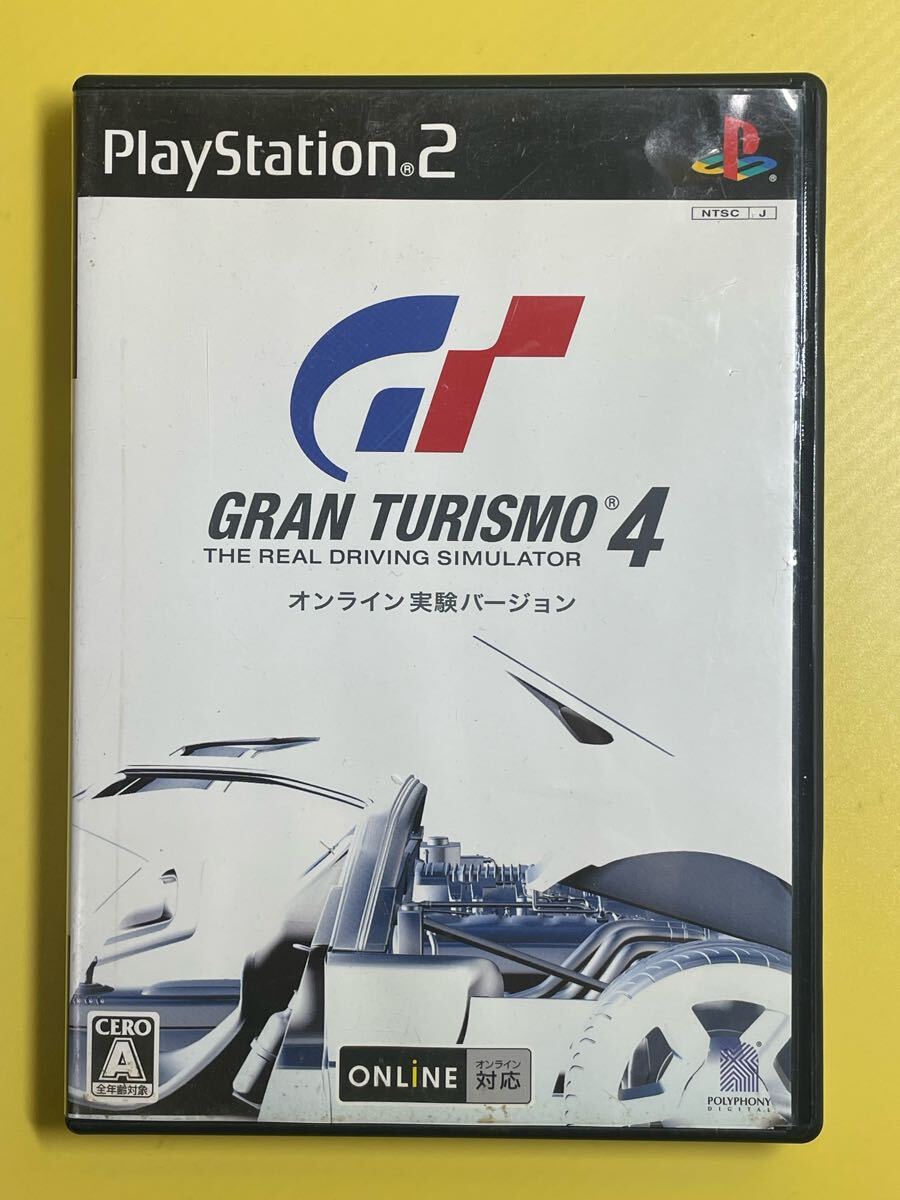 PlayStation®2
NTSC J
GT
GRAN TURISMO®4
THE REAL DRIVING SIMULATOR
オンライン実験バージョン
CERO
A
全年齢対象
ONLiNE
オンライン
対応
POLYPHONY
DIGITAL